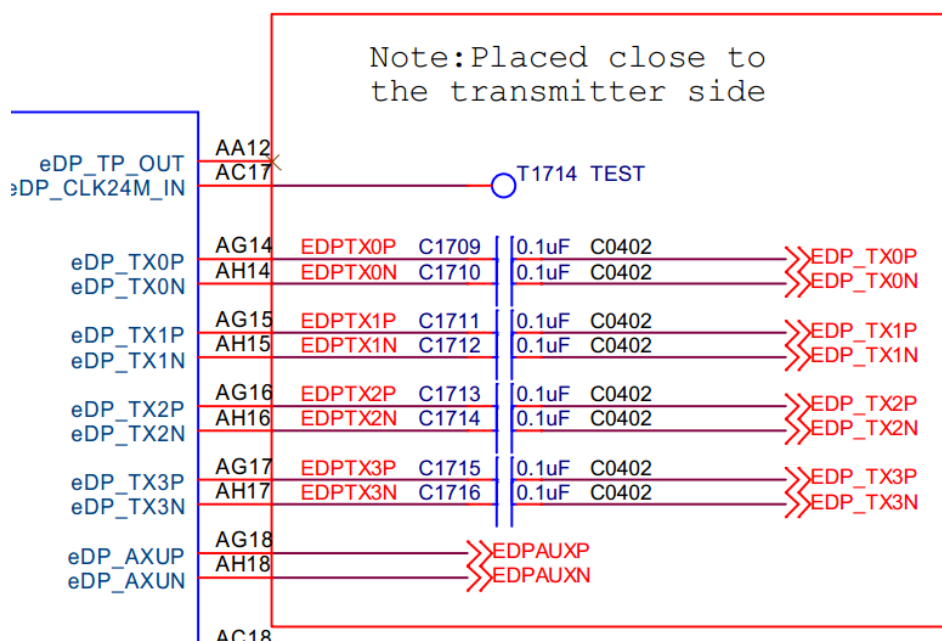 Note:Placed close to
the transmitter side
eDP_TP_OUT AA12
eDP_CLK24M_IN AC17 T1714 TEST
eDP_TX0P AG14 EDPTX0P C1709 0.1uF C0402 EDP_TX0P
eDP_TX0N AH14 EDPTX0N C1710 0.1uF C0402 EDP_TX0N
eDP_TX1P AG15 EDPTX1P C1711 0.1uF C0402 EDP_TX1P
eDP_TX1N AH15 EDPTX1N C1712 0.1uF C0402 EDP_TX1N
eDP_TX2P AG16 EDPTX2P C1713 0.1uF C0402 EDP_TX2P
eDP_TX2N AH16 EDPTX2N C1714 0.1uF C0402 EDP_TX2N
eDP_TX3P AG17 EDPTX3P C1715 0.1uF C0402 EDP_TX3P
eDP_TX3N AH17 EDPTX3N C1716 0.1uF C0402 EDP_TX3N
eDP_AXUP AG18 EDPAUXP
eDP_AXUN AH18 EDPAUXN
AC18